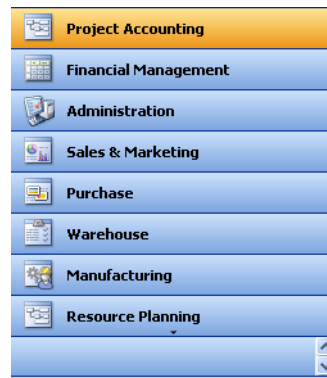 Project Accounting
Financial Management
Administration
Sales & Marketing
Purchase
Warehouse
Manufacturing
Resource Planning